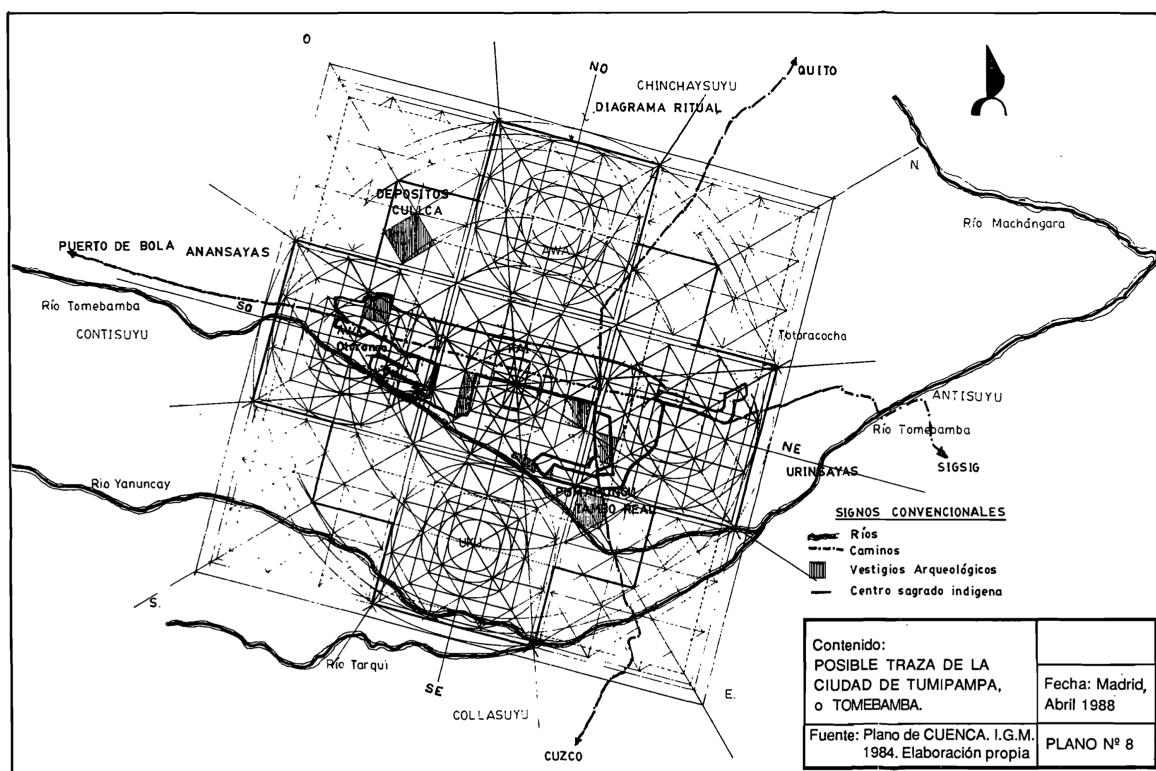 O
NO
CHINCHAYSUYU
DIAGRAMA RITUAL
QUITO
N.
Río Machángara
DEPOSITOS
CULLCA
AWA
PUERTO DE BOLA
ANANSAYAS
Río Tomebamba
SO
CONTISUYU
Totoracocha
ANTISUYU
Río Tomebamba
SIGSIG
NE
URINSAYAS
Rio Yanuncay
PUMAPUNGU
TAMBO REAL
UKU
S.
Río Tarqui
SE
COLLASUYU
E.
CUZCO
SIGNOS CONVENCIONALES
Ríos
Caminos
Vestigios Arqueológicos
Centro sagrado indigena
Contenido:
POSIBLE TRAZA DE LA
CIUDAD DE TUMIPAMPA,
o TOMEBAMBA.
Fecha: Madrid,
Abril 1988
Fuente: Plano de CUENCA. I.G.M.
1984. Elaboración propia
PLANO Nº 8